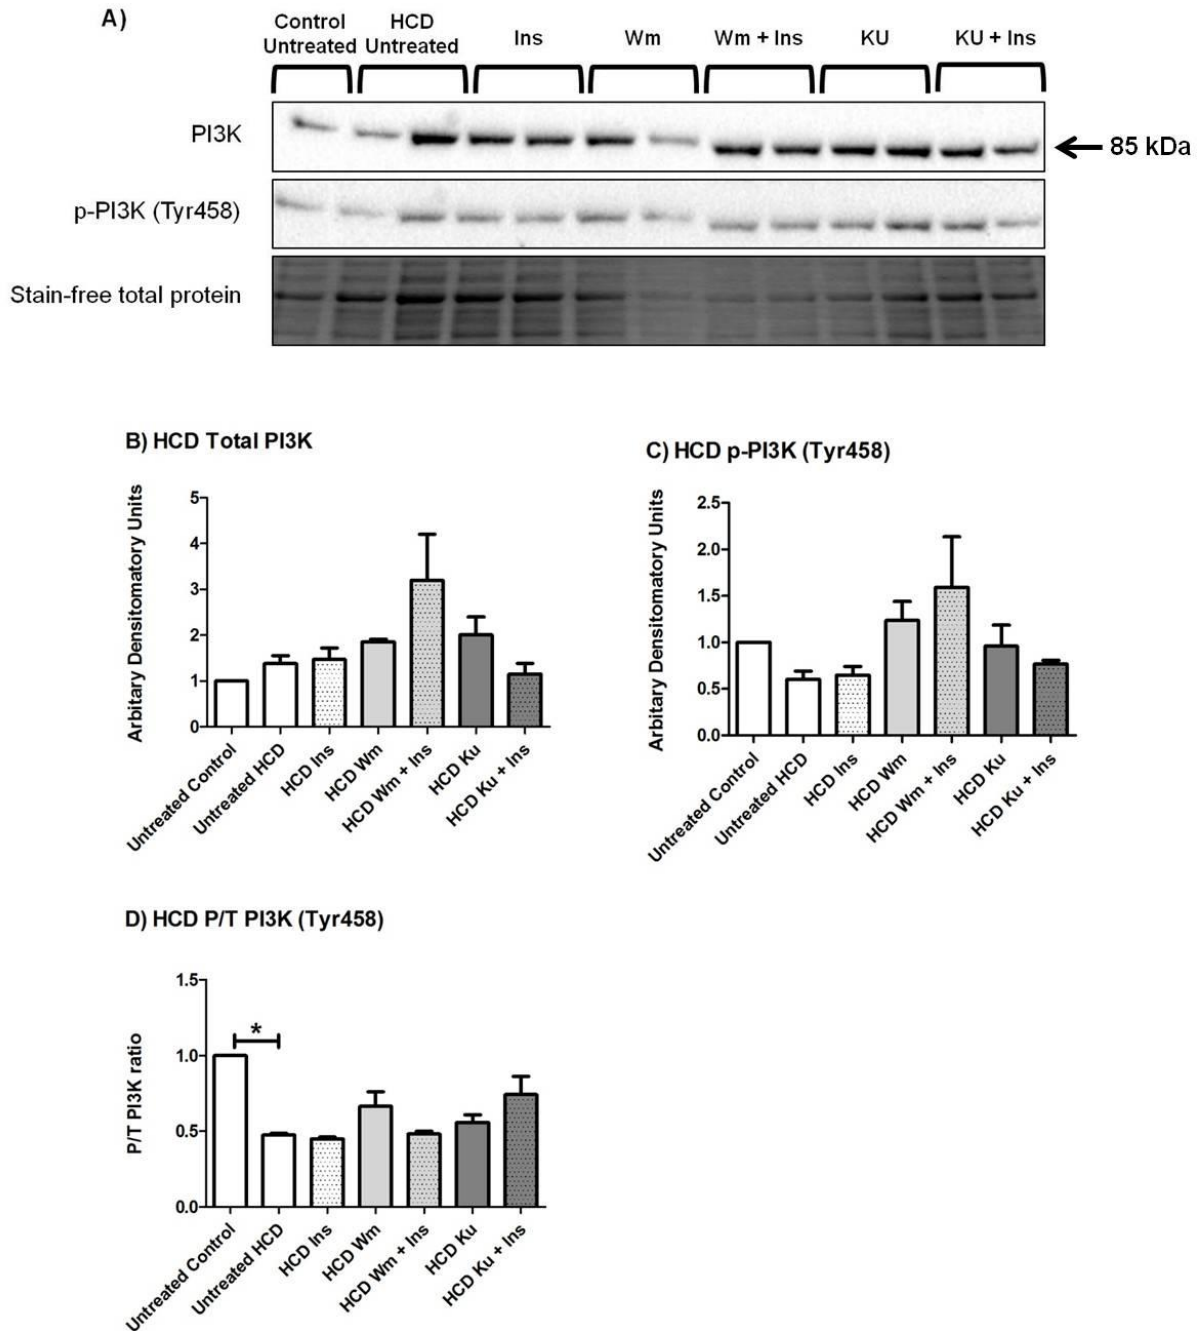 A)
Control
Untreated
HCD
Untreated
Ins
Wm
Wm + Ins
KU
KU + Ins
PI3K
85 kDa
p-PI3K (Tyr458)
Stain-free total protein
B) HCD Total PI3K
Arbitary Densitomatory Units
5
4
3
2
1
0
Untreated Control
Untreated HCD
HCD Ins
HCD Wm
HCD Wm + Ins
HCD Ku
HCD Ku + Ins
C) HCD p-PI3K (Tyr458)
Arbitary Densitomatory Units
2.5
2.0
1.5
1.0
0.5
0.0
Untreated Control
Untreated HCD
HCD Ins
HCD Wm
HCD Wm + Ins
HCD Ku
HCD Ku + Ins
D) HCD P/T PI3K (Tyr458)
P/T PI3K ratio
1.5
1.0
0.5
0.0
*
Untreated Control
Untreated HCD
HCD Ins
HCD Wm
HCD Wm + Ins
HCD Ku
HCD Ku + Ins